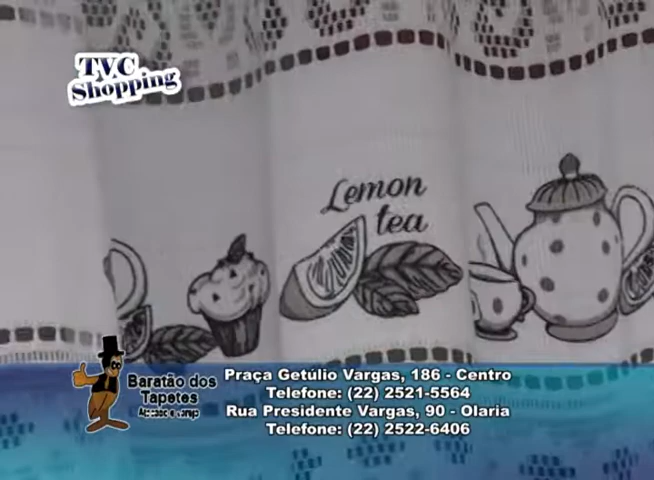 TVC
Shopping
Lemon
tea
Baratão dos
Tapetes
Praça Getúlio Vargas, 186 - Centro
Telefone: (22) 2521-5564
Rua Presidente Vargas, 90 - Olaria
Telefone: (22) 2522-6406